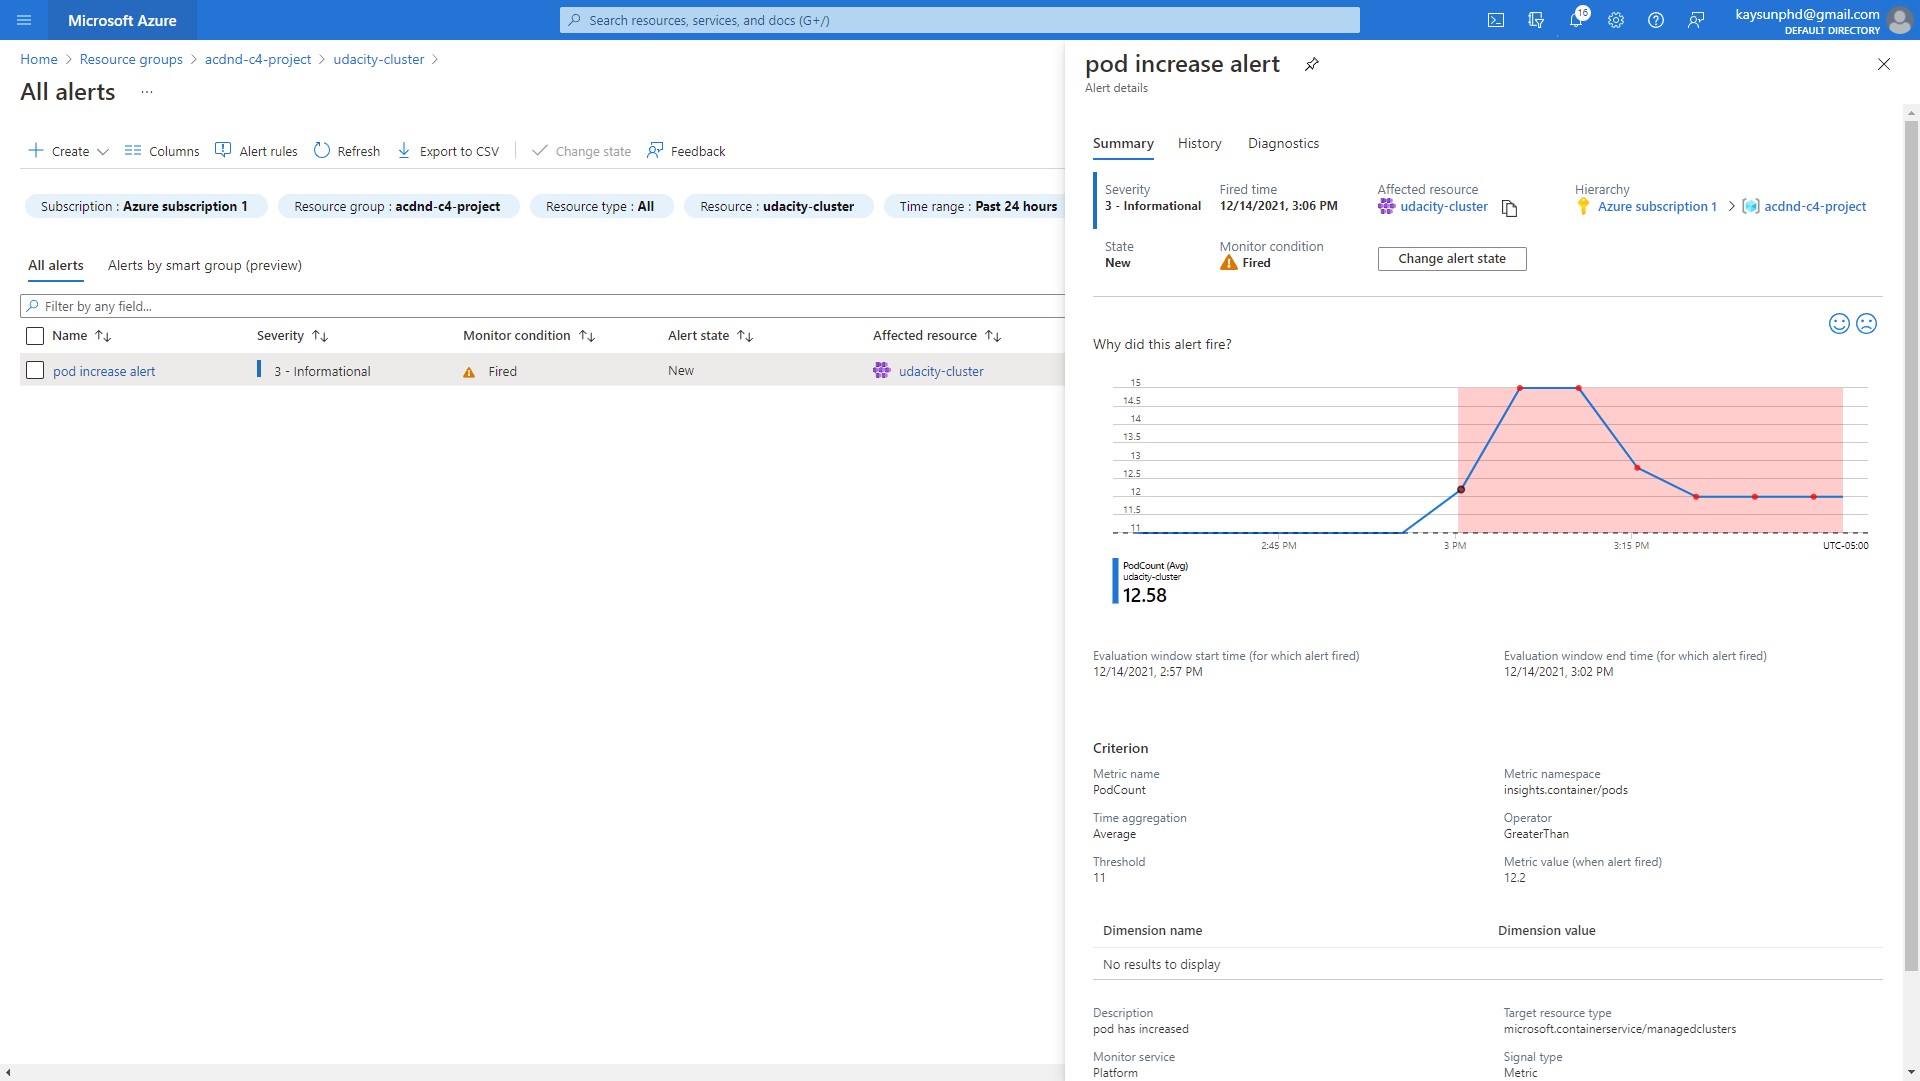 Microsoft Azure
Search resources, services, and docs (G+/)
16
kaysunphd@gmail.com
DEFAULT DIRECTORY
Home > Resource groups > acdnd-c4-project > udacity-cluster >
All alerts ...
Create
Columns
Alert rules
Refresh
Export to CSV
Change state
Feedback
Subscription : Azure subscription 1
Resource group : acdnd-c4-project
Resource type : All
Resource : udacity-cluster
Time range : Past 24 hours
All alerts
Alerts by smart group (preview)
Filter by any field...
Name ↑↓ Severity ↑↓ Monitor condition ↑↓ Alert state ↑↓ Affected resource ↑↓
pod increase alert 3 - Informational Fired New udacity-cluster
pod increase alert
Alert details
Summary History Diagnostics
Severity
3 - Informational
Fired time
12/14/2021, 3:06 PM
Affected resource
udacity-cluster
Hierarchy
Azure subscription 1 > acdnd-c4-project
State
New
Monitor condition
Fired
Change alert state
Why did this alert fire?
15
14.5
14
13.5
13
12.5
12
11.5
11
2:45 PM 3 PM 3:15 PM UTC-05:00
PodCount (Avg)
udacity-cluster
12.58
Evaluation window start time (for which alert fired)
12/14/2021, 2:57 PM
Evaluation window end time (for which alert fired)
12/14/2021, 3:02 PM
Criterion
Metric name
PodCount
Metric namespace
insights.container/pods
Time aggregation
Average
Operator
GreaterThan
Threshold
11
Metric value (when alert fired)
12.2
Dimension name Dimension value
No results to display
Description
pod has increased
Target resource type
microsoft.containerservice/managedclusters
Monitor service
Platform
Signal type
Metric